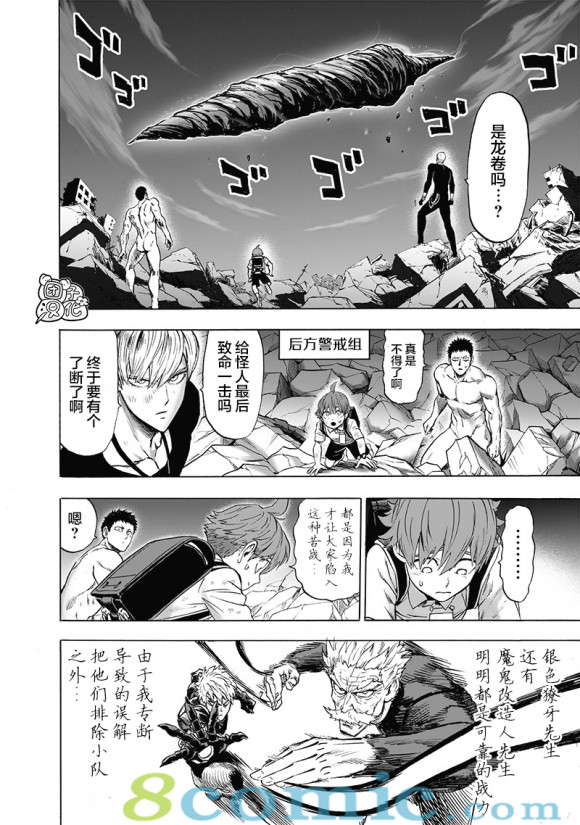 ゴゴゴ
ゴゴ
是龙卷吗
…?
团子
汉化
真是
不得了啊
后方警戒组
给怪人最后
致命一击吗
终于要有个
了断了啊
…………
都是因为我
才让大家陷入
这种苦战…
嗯?
银色獠牙先生
还有
魔鬼改造人先生
明明都是可靠的战力
由于我专断
导致的误解
把他们排除小队
之外…
8comic.com